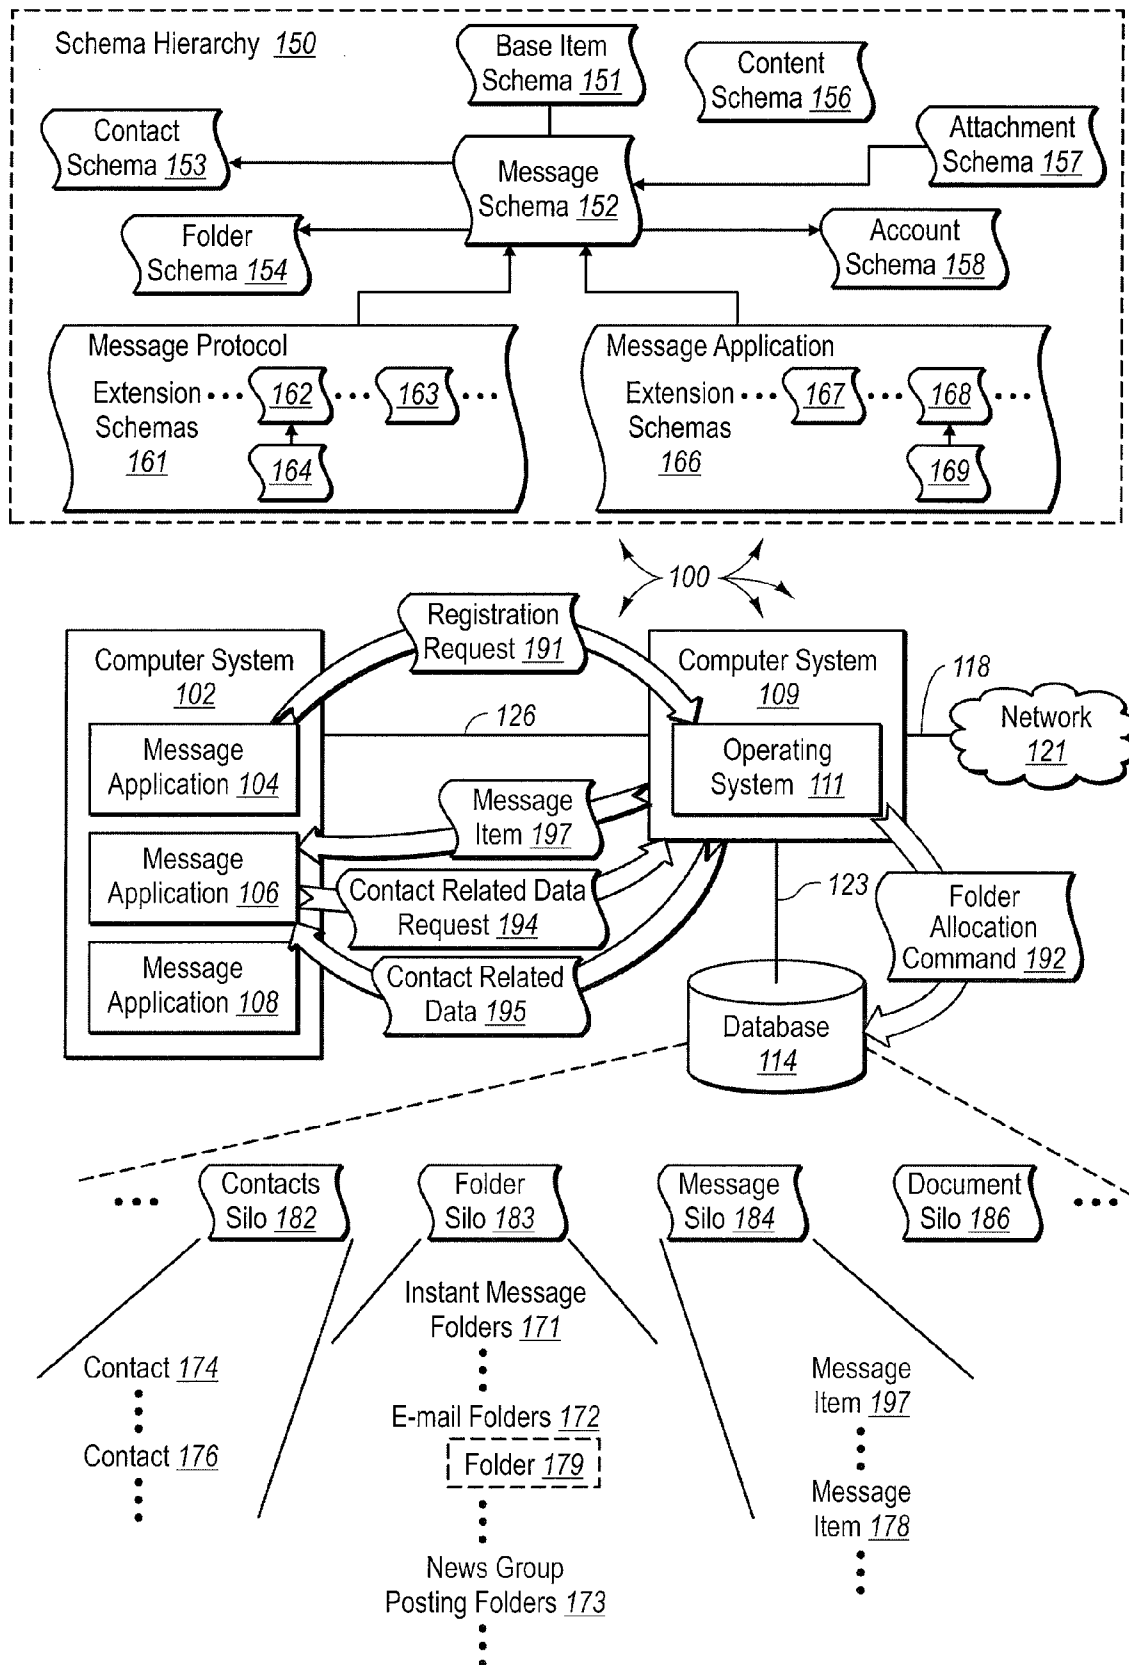 Schema Hierarchy 150
Base Item
Schema 151
Content
Schema 156
Contact
Schema 153
Message
Schema 152
Attachment
Schema 157
Folder
Schema 154
Account
Schema 158
Message Protocol
Extension
Schemas
161
162
163
164
Message Application
Extension
Schemas
166
167
168
169
100
Registration
Request 191
Computer System
102
Message
Application 104
Message
Application 106
Message
Application 108
126
Computer System
109
Operating
System 111
118
Network
121
Message
Item 197
Contact Related Data
Request 194
Contact Related
Data 195
123
Folder
Allocation
Command 192
Database
114
Contacts
Silo 182
Folder
Silo 183
Message
Silo 184
Document
Silo 186
Contact 174
Contact 176
Instant Message
Folders 171
E-mail Folders 172
Folder 179
News Group
Posting Folders 173
Message
Item 197
Message
Item 178